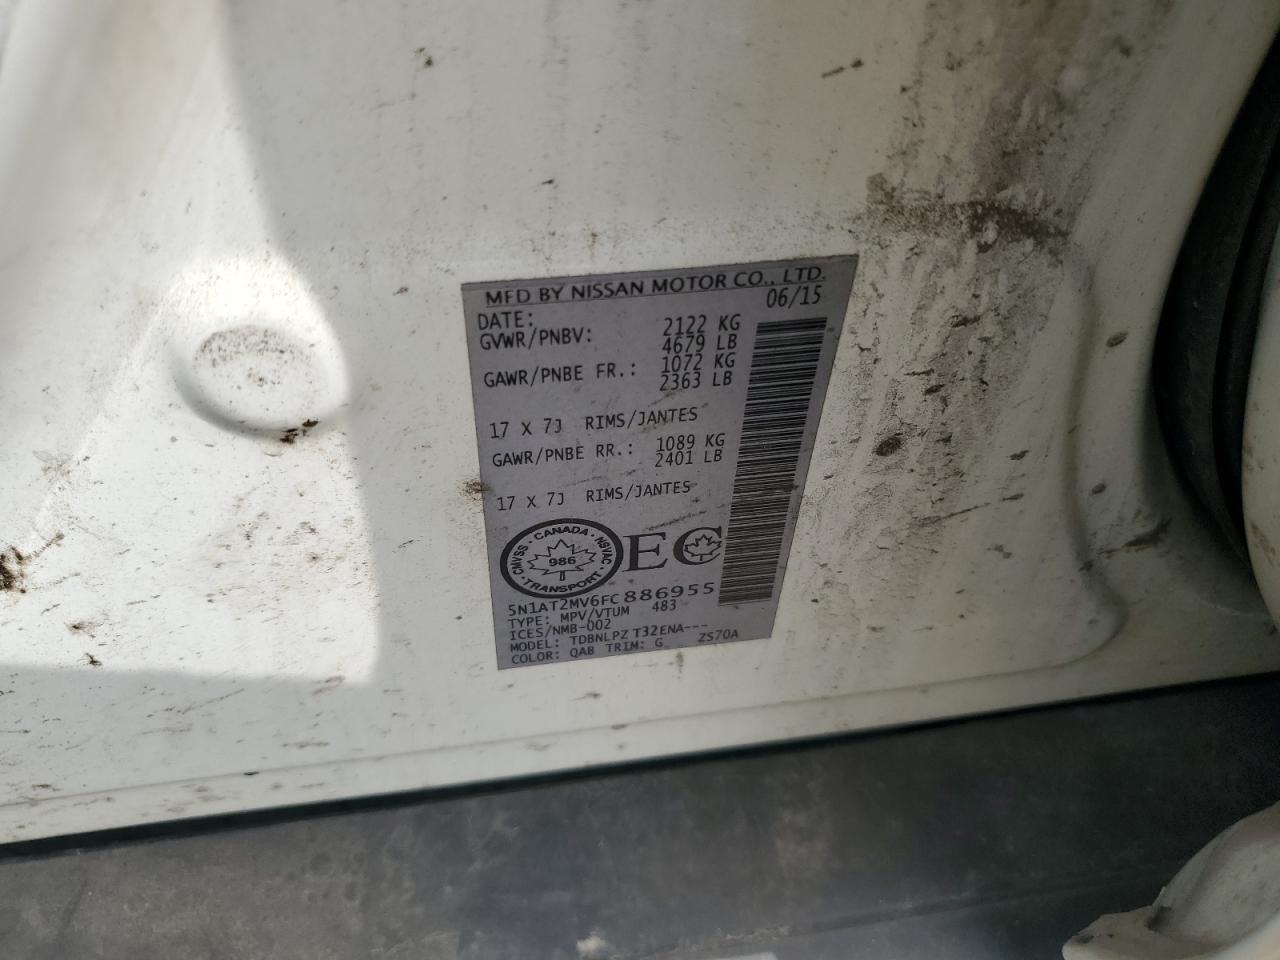 MFD BY NISSAN MOTOR CO., LTD.
DATE: 06/15
GVWR/PNBV: 2122 KG
4679 LB
GAWR/PNBE FR.: 1072 KG
2363 LB
17 X 7J RIMS/JANTES
GAWR/PNBE RR.: 1089 KG
2401 LB
17 X 7J RIMS/JANTES
CMVSS · CANADA · NSVAC
986
· TRANSPORT ·
EC
5N1AT2MV6FC886955
TYPE: MPV/VTUM 483
ICES/NMB-002
MODEL: TDBNLPZ T32ENA---
COLOR: QAB TRIM: G ZS70A